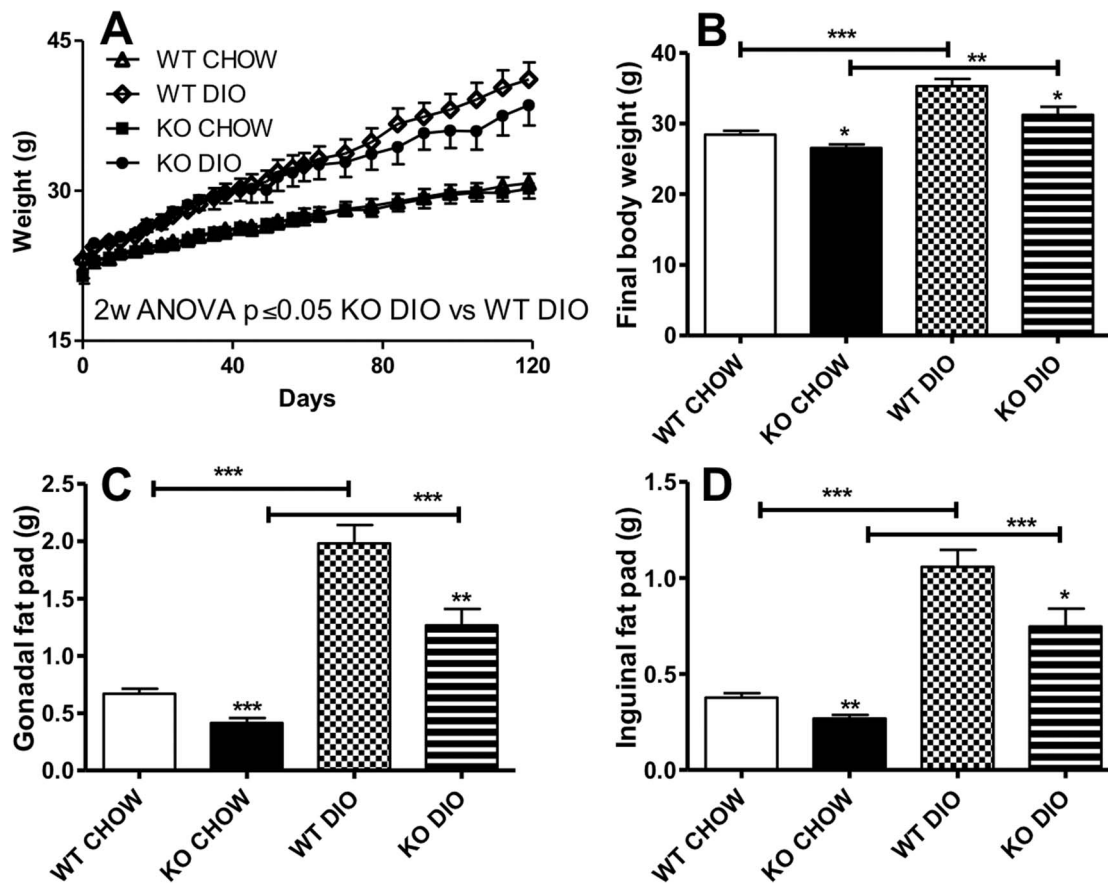 A
WT CHOW
WT DIO
KO CHOW
KO DIO
Weight (g)
45
30
15
2w ANOVA p≤0.05 KO DIO vs WT DIO
0
40
80
120
Days
B
***
**
*
*
Final body weight (g)
40
30
20
10
0
WT CHOW
KO CHOW
WT DIO
KO DIO
C
***
***
***
**
Gonadal fat pad (g)
2.5
2.0
1.5
1.0
0.5
0.0
WT CHOW
KO CHOW
WT DIO
KO DIO
D
***
***
**
*
Inguinal fat pad (g)
1.5
1.0
0.5
0.0
WT CHOW
KO CHOW
WT DIO
KO DIO